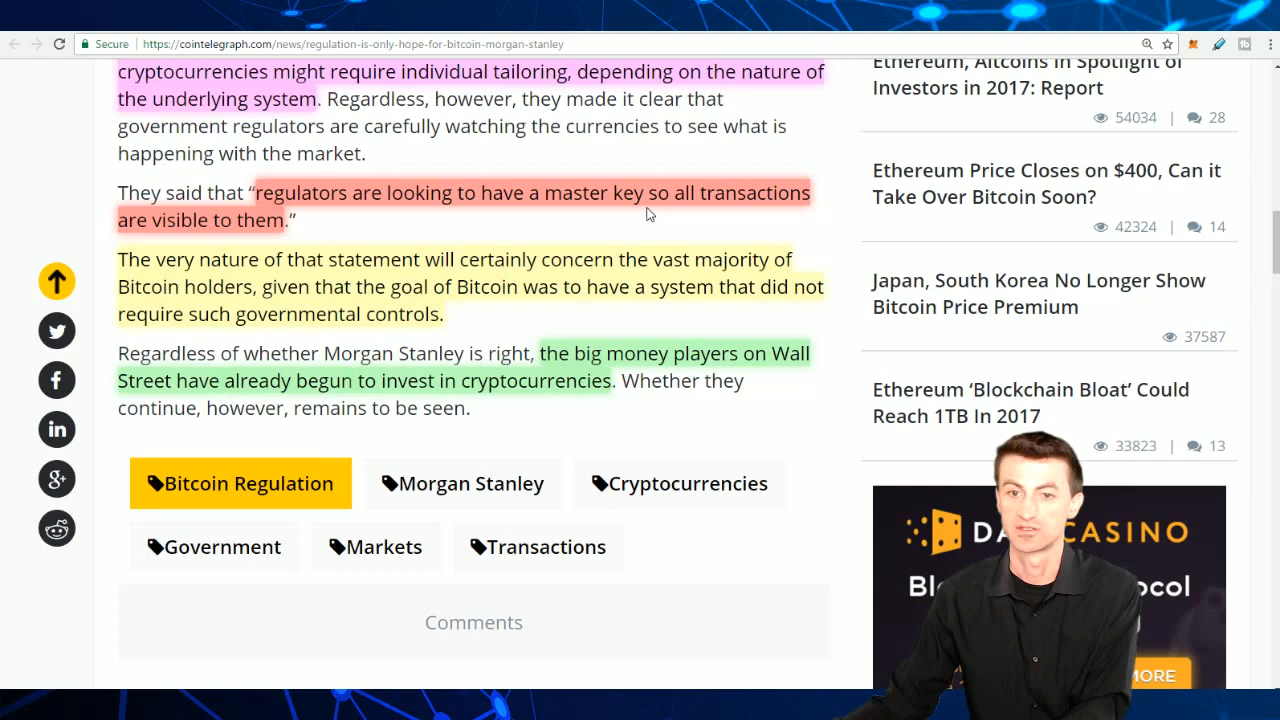 Secure
https://cointelegraph.com/news/regulation-is-only-hope-for-bitcoin-morgan-stanley
cryptocurrencies might require individual tailoring, depending on the nature of
the underlying system. Regardless, however, they made it clear that
government regulators are carefully watching the currencies to see what is
happening with the market.
They said that “regulators are looking to have a master key so all transactions
are visible to them.”
The very nature of that statement will certainly concern the vast majority of
Bitcoin holders, given that the goal of Bitcoin was to have a system that did not
require such governmental controls.
Regardless of whether Morgan Stanley is right, the big money players on Wall
Street have already begun to invest in cryptocurrencies. Whether they
continue, however, remains to be seen.
Bitcoin Regulation
Morgan Stanley
Cryptocurrencies
Government
Markets
Transactions
Comments
Ethereum, Altcoins in Spotlight of
Investors in 2017: Report
54034 | 28
Ethereum Price Closes on $400, Can it
Take Over Bitcoin Soon?
42324 | 14
Japan, South Korea No Longer Show
Bitcoin Price Premium
37587
Ethereum ‘Blockchain Bloat’ Could
Reach 1TB In 2017
33823 | 13
CASINO